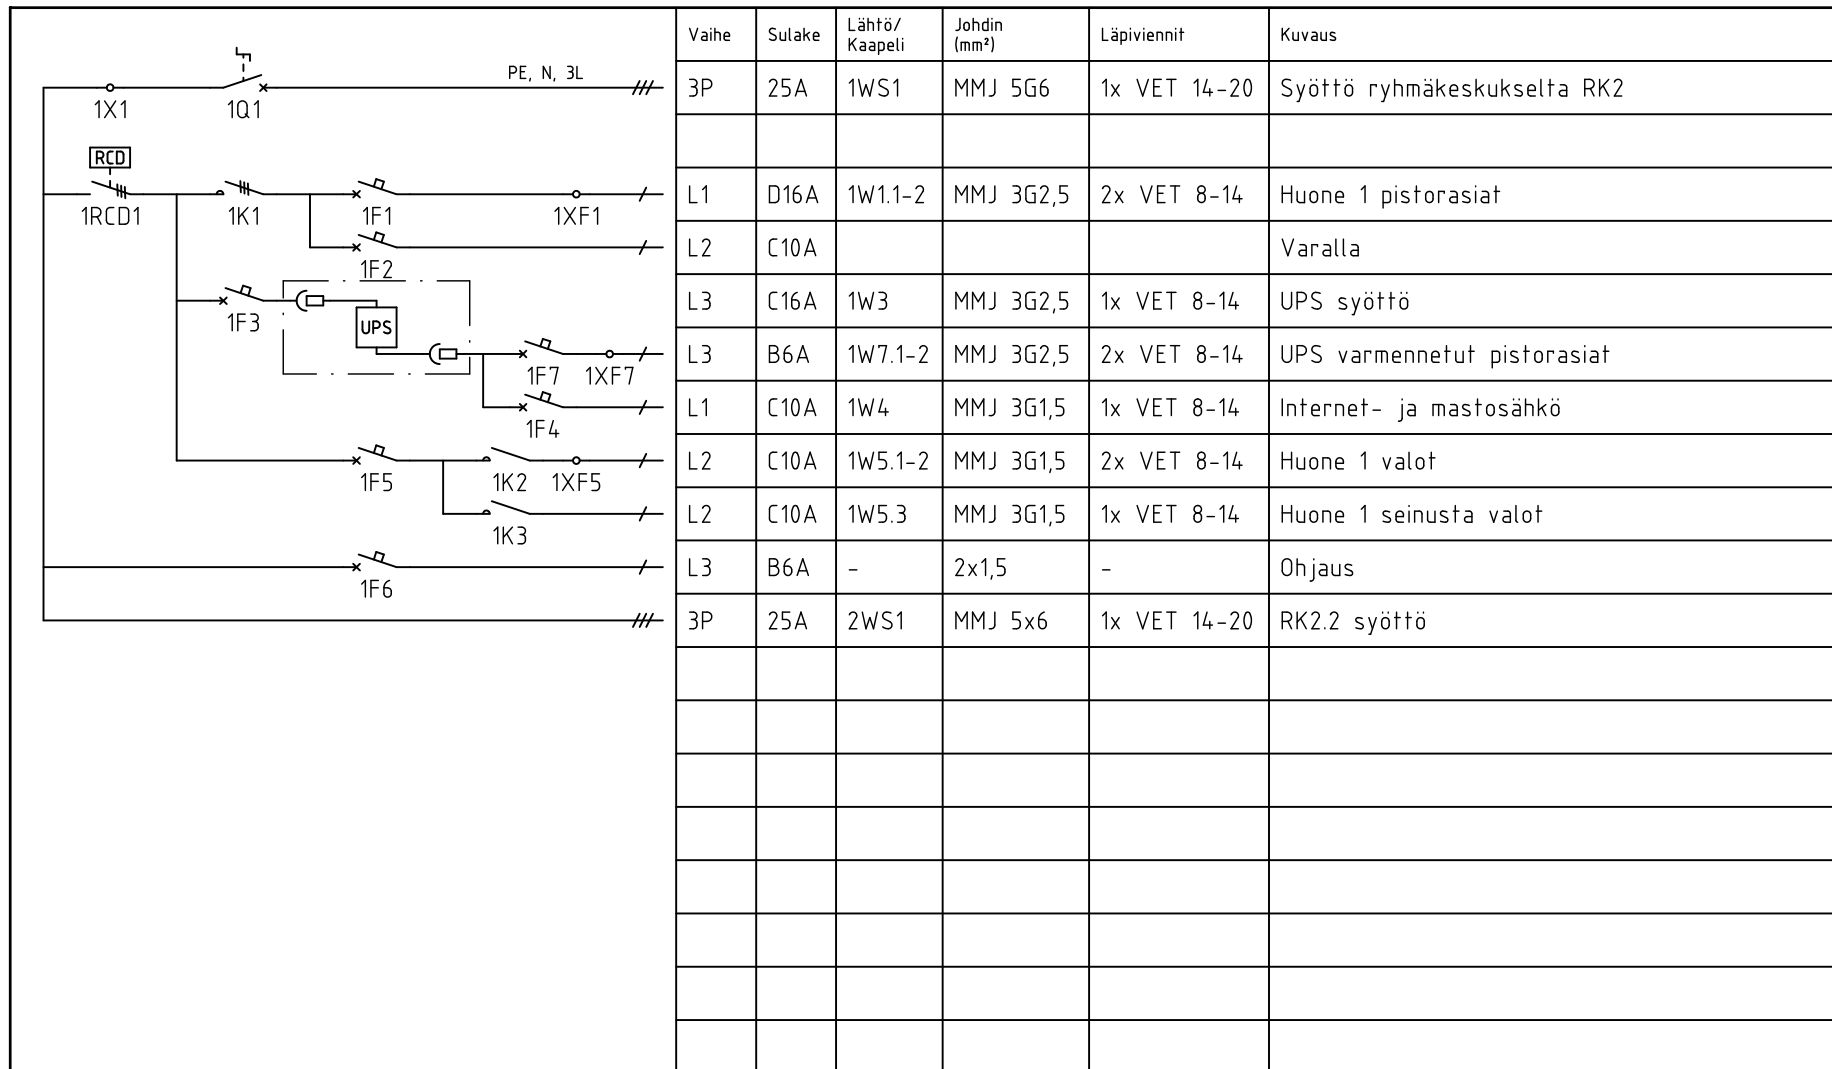 Vaihe Sulake Lähtö/ Johdin Läpiviennit Kuvaus
Kaapeli (mm²)
PE, N, 3L 3P 25A 1WS1 MMJ 5G6 1x VET 14-20 Syöttö ryhmäkeskukselta RK2
1X1 1Q1
RCD
L1 D16A 1W1.1-2 MMJ 3G2,5 2x VET 8-14 Huone 1 pistorasiat
1RCD1 1K1 1F1 1XF1
L2 C10A Varalla
1F2
L3 C16A 1W3 MMJ 3G2,5 1x VET 8-14 UPS syöttö
1F3 UPS
L3 B6A 1W7.1-2 MMJ 3G2,5 2x VET 8-14 UPS varmennetut pistorasiat
1F7 1XF7
L1 C10A 1W4 MMJ 3G1,5 1x VET 8-14 Internet- ja mastosähkö
1F4
L2 C10A 1W5.1-2 MMJ 3G1,5 2x VET 8-14 Huone 1 valot
1F5 1K2 1XF5
L2 C10A 1W5.3 MMJ 3G1,5 1x VET 8-14 Huone 1 seinusta valot
1K3
L3 B6A - 2x1,5 - Ohjaus
1F6
3P 25A 2WS1 MMJ 5x6 1x VET 14-20 RK2.2 syöttö